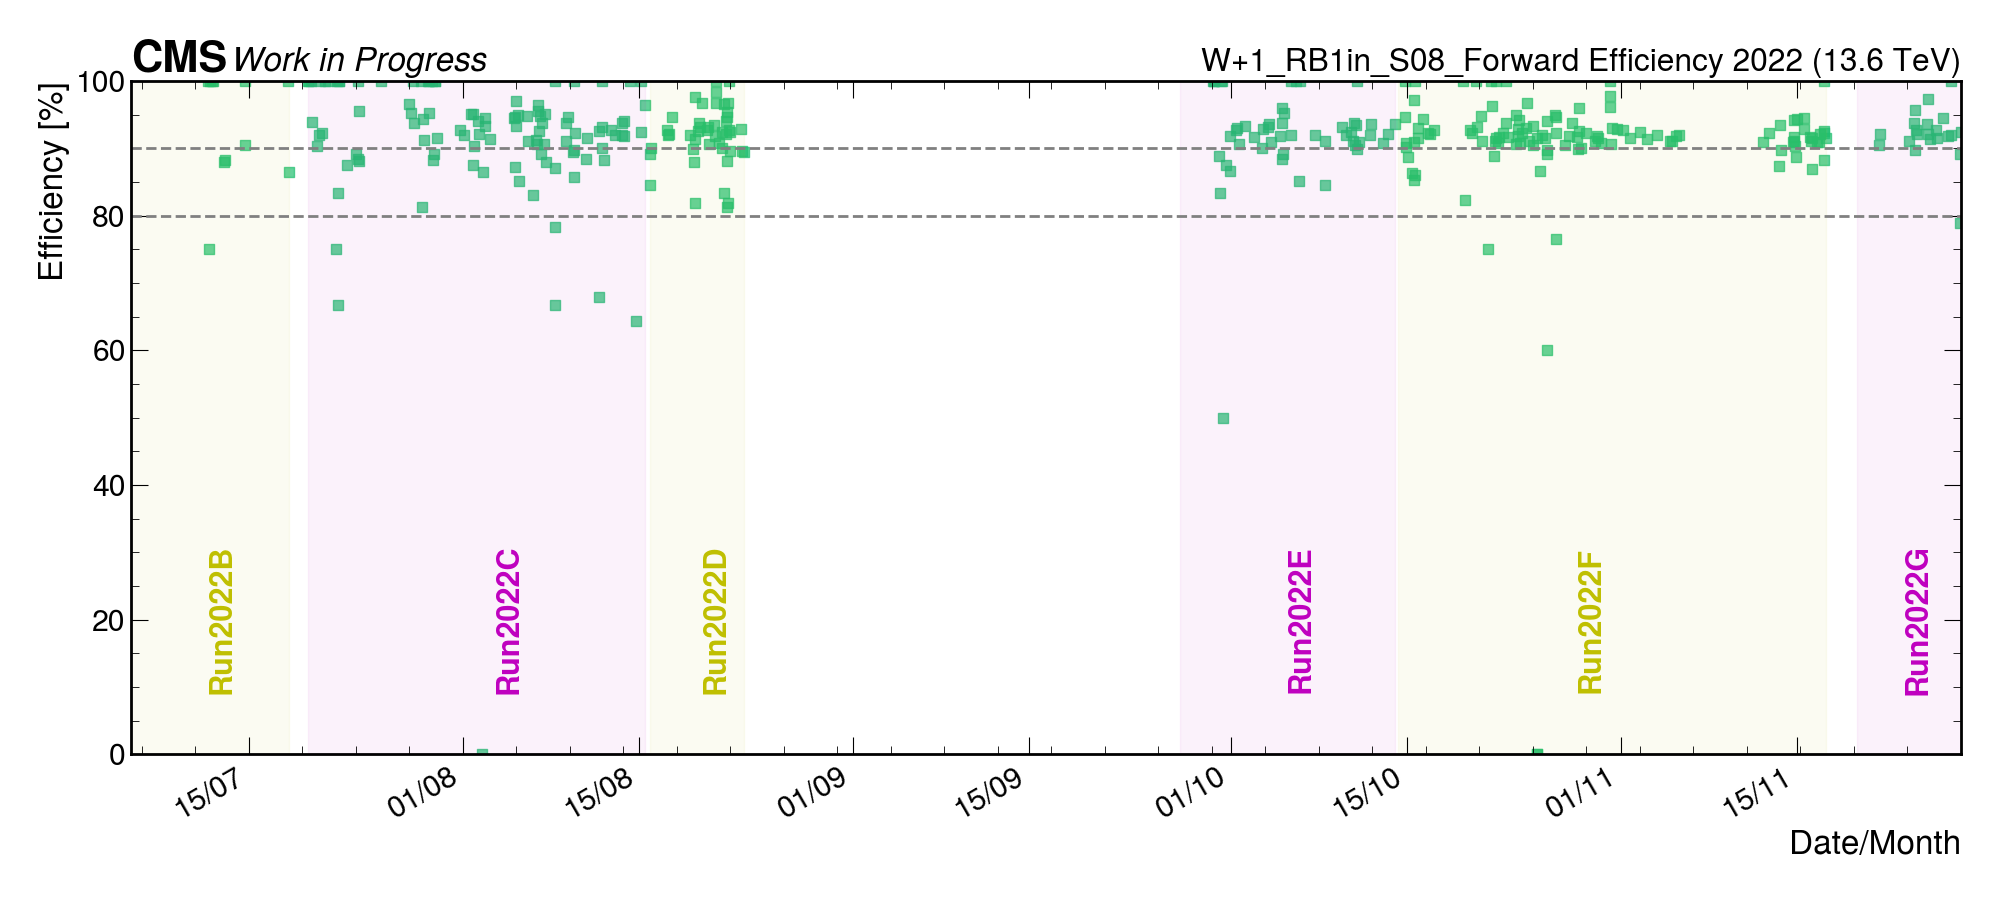 CMS Work in Progress
W+1_RB1in_S08_Forward Efficiency 2022 (13.6 TeV)
Efficiency [%]
100
80
60
40
20
0
Run2022B
Run2022C
Run2022D
Run2022E
Run2022F
Run2022G
15/07
01/08
15/08
01/09
15/09
01/10
15/10
01/11
15/11
Date/Month